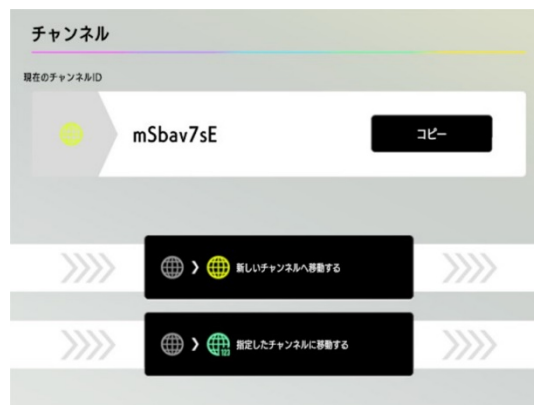 チャンネル
現在のチャンネルID
mSbav7sE
コピー
新しいチャンネルへ移動する
指定したチャンネルに移動する
123